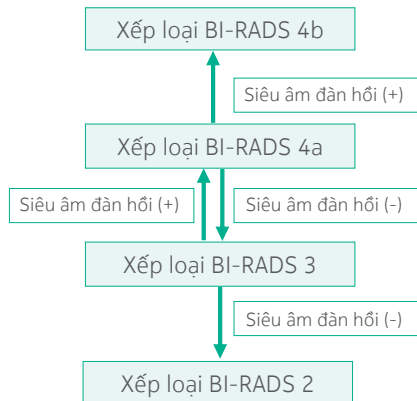 Xếp loại BI-RADS 4b
Siêu âm đàn hồi (+)
Xếp loại BI-RADS 4a
Siêu âm đàn hồi (+)
Siêu âm đàn hồi (-)
Xếp loại BI-RADS 3
Siêu âm đàn hồi (-)
Xếp loại BI-RADS 2